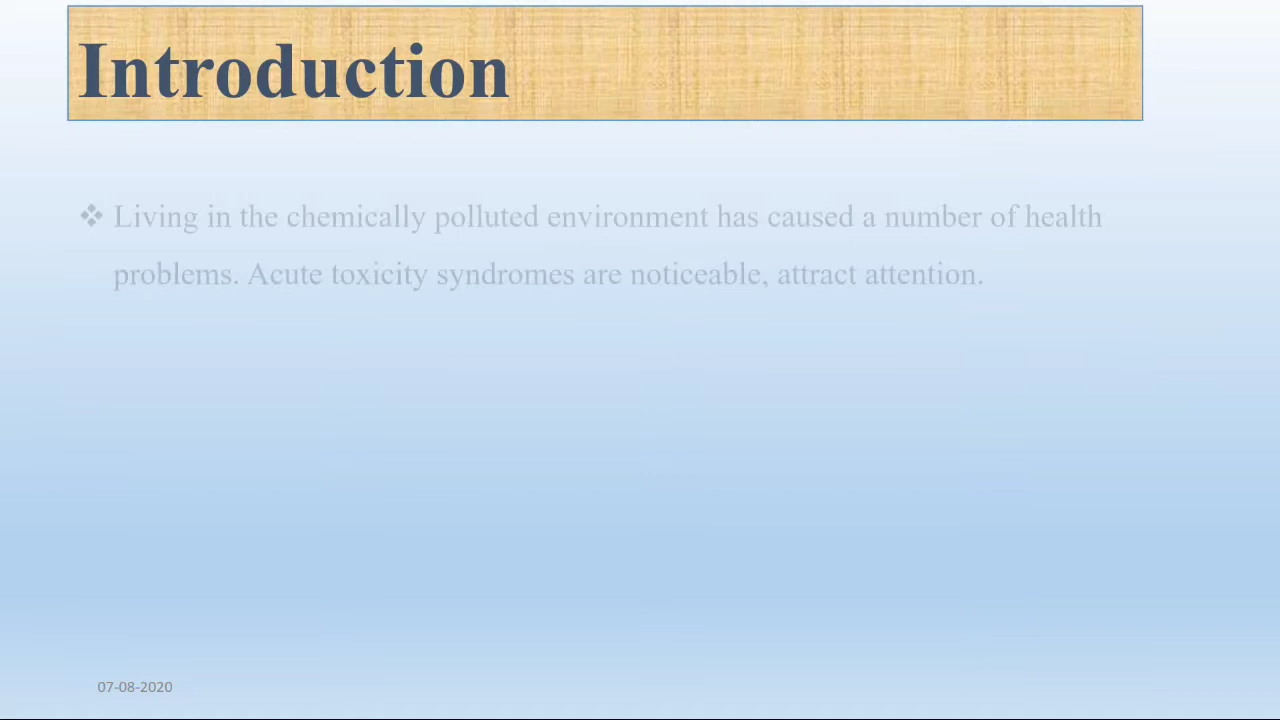 Introduction
❖ Living in the chemically polluted environment has caused a number of health
problems. Acute toxicity syndromes are noticeable, attract attention.
07-08-2020